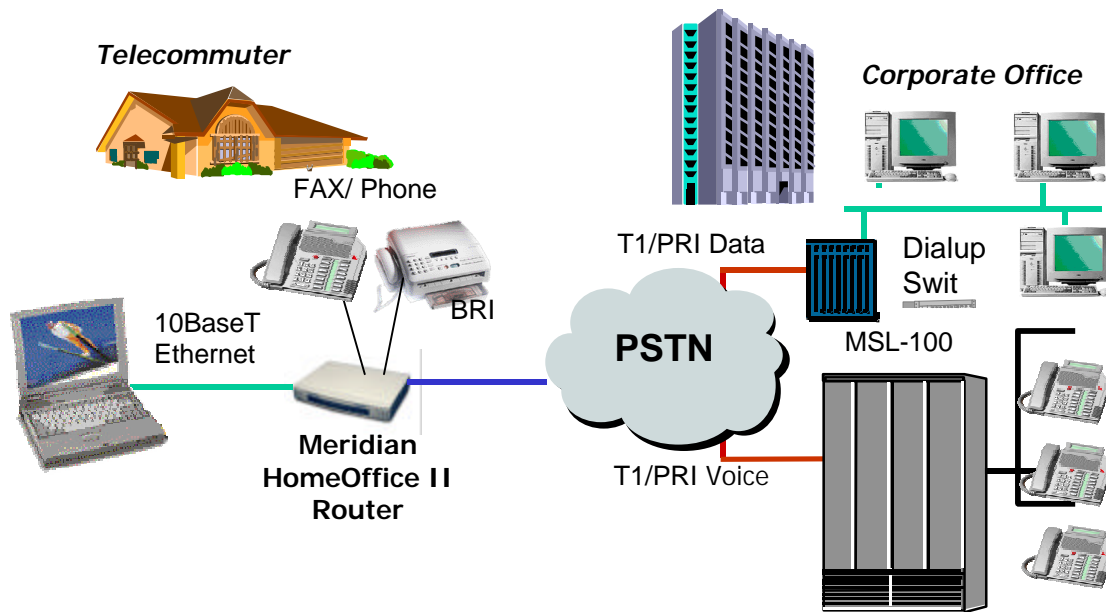 Telecommuter
Corporate Office
FAX/ Phone
T1/PRI Data
Dialup
Swit
BRI
10BaseT
Ethernet
PSTN
MSL-100
Meridian
HomeOffice II
Router
T1/PRI Voice